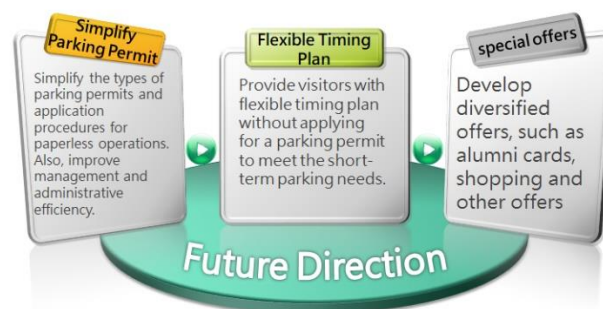 Simplify
Parking Permit
Simplify the types of
parking permits and
application
procedures for
paperless operations.
Also, improve
management and
administrative
efficiency.
Flexible Timing
Plan
Provide visitors with
flexible timing plan
without applying
for a parking permit
to meet the short-
term parking needs.
special offers
Develop
diversified
offers, such as
alumni cards,
shopping and
other offers
Future Direction